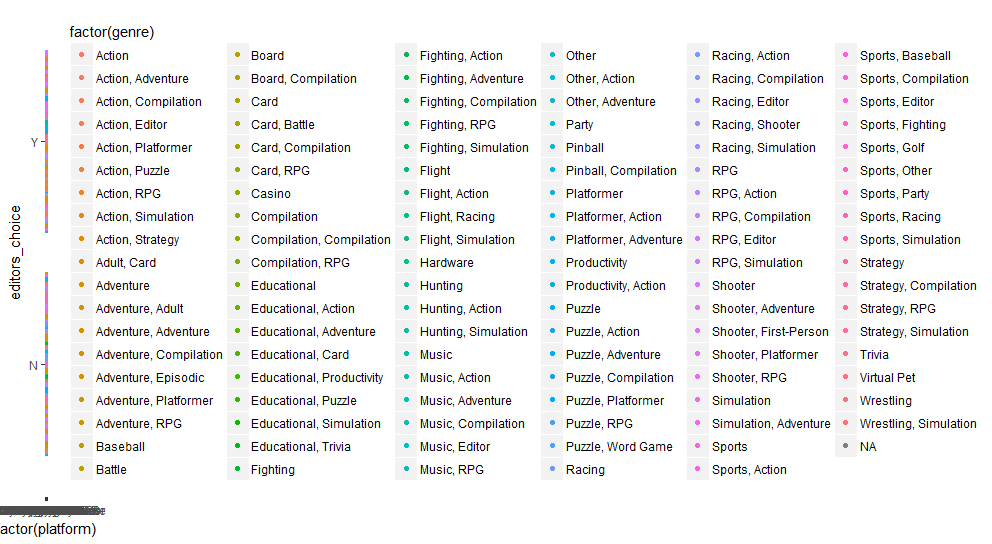 factor(genre)
Action
Action, Adventure
Action, Compilation
Action, Editor
Action, Platformer
Action, Puzzle
Action, RPG
Action, Simulation
Action, Strategy
Adult, Card
Adventure
Adventure, Adult
Adventure, Adventure
Adventure, Compilation
Adventure, Episodic
Adventure, Platformer
Adventure, RPG
Baseball
Battle
Board
Board, Compilation
Card
Card, Battle
Card, Compilation
Card, RPG
Casino
Compilation
Compilation, Compilation
Compilation, RPG
Educational
Educational, Action
Educational, Adventure
Educational, Card
Educational, Productivity
Educational, Puzzle
Educational, Simulation
Educational, Trivia
Fighting
Fighting, Action
Fighting, Adventure
Fighting, Compilation
Fighting, RPG
Fighting, Simulation
Flight
Flight, Action
Flight, Racing
Flight, Simulation
Hardware
Hunting
Hunting, Action
Hunting, Simulation
Music
Music, Action
Music, Adventure
Music, Compilation
Music, Editor
Music, RPG
Other
Other, Action
Other, Adventure
Party
Pinball
Pinball, Compilation
Platformer
Platformer, Action
Platformer, Adventure
Productivity
Productivity, Action
Puzzle
Puzzle, Action
Puzzle, Adventure
Puzzle, Compilation
Puzzle, Platformer
Puzzle, RPG
Puzzle, Word Game
Racing
Racing, Action
Racing, Compilation
Racing, Editor
Racing, Shooter
Racing, Simulation
RPG
RPG, Action
RPG, Compilation
RPG, Editor
RPG, Simulation
Shooter
Shooter, Adventure
Shooter, First-Person
Shooter, Platformer
Shooter, RPG
Simulation
Simulation, Adventure
Sports
Sports, Action
Sports, Baseball
Sports, Compilation
Sports, Editor
Sports, Fighting
Sports, Golf
Sports, Other
Sports, Party
Sports, Racing
Sports, Simulation
Strategy
Strategy, Compilation
Strategy, RPG
Strategy, Simulation
Trivia
Virtual Pet
Wrestling
Wrestling, Simulation
NA
Y
N
editors_choice
actor(platform)